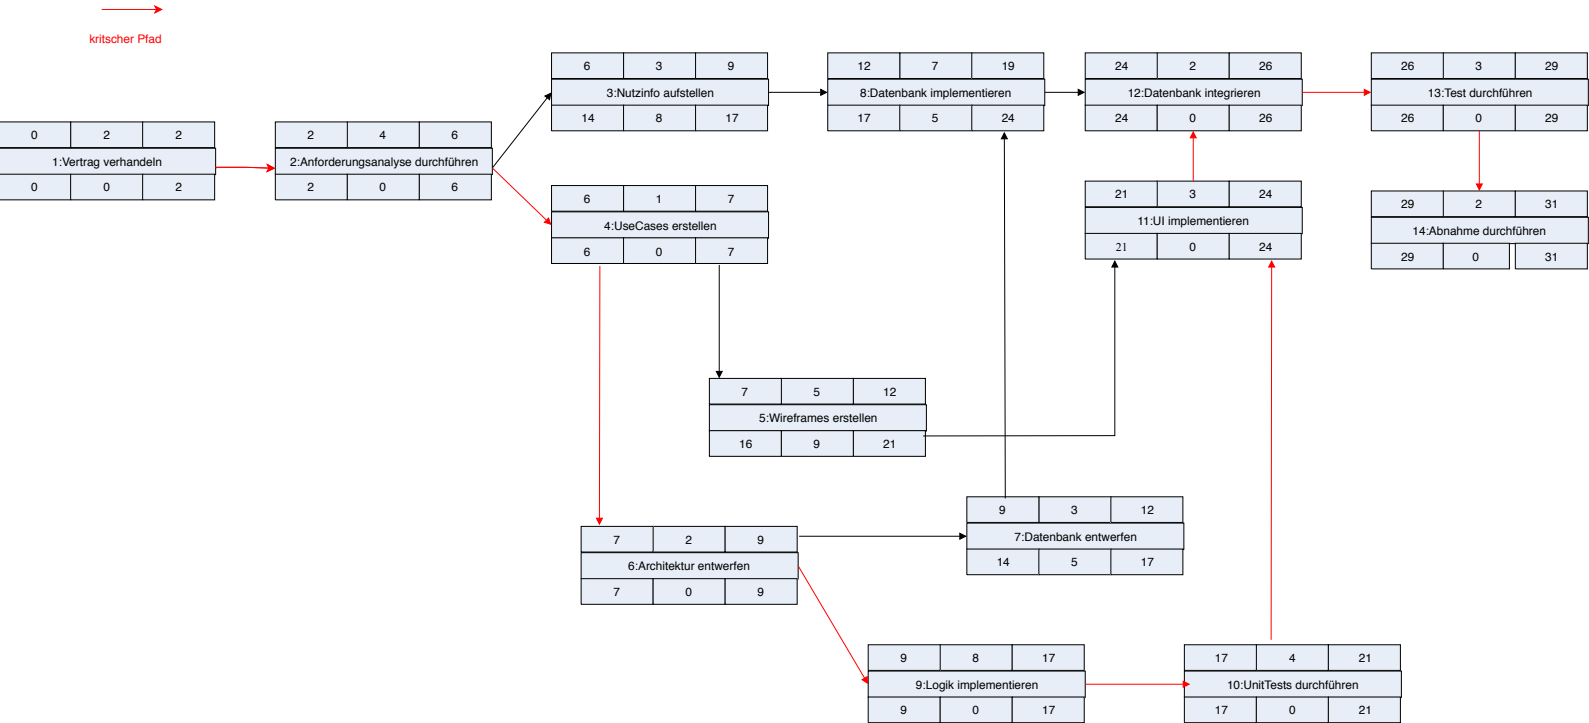 kritscher Pfad
0 2 2
1:Vertrag verhandeln
0 0 2
2 4 6
2:Anforderungsanalyse durchführen
2 0 6
6 3 9
3:Nutzinfo aufstellen
14 8 17
6 1 7
4:UseCases erstellen
6 0 7
7 5 12
5:Wireframes erstellen
16 9 21
7 2 9
6:Architektur entwerfen
7 0 9
9 3 12
7:Datenbank entwerfen
14 5 17
12 7 19
8:Datenbank implementieren
17 5 24
9 8 17
9:Logik implementieren
9 0 17
17 4 21
10:UnitTests durchführen
17 0 21
21 3 24
11:UI implementieren
21 0 24
24 2 26
12:Datenbank integrieren
24 0 26
26 3 29
13:Test durchführen
26 0 29
29 2 31
14:Abnahme durchführen
29 0 31